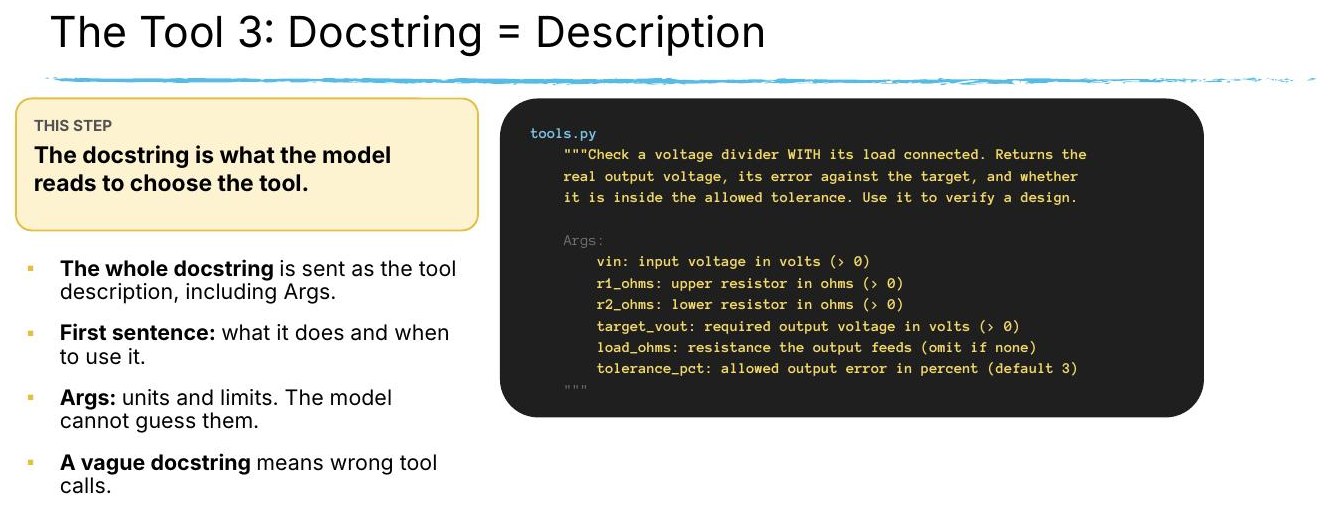 The Tool 3: Docstring = Description
THIS STEP
The docstring is what the model
reads to choose the tool.
▪ The whole docstring is sent as the tool
description, including Args.
▪ First sentence: what it does and when
to use it.
▪ Args: units and limits. The model
cannot guess them.
▪ A vague docstring means wrong tool
calls.
tools.py
"""Check a voltage divider WITH its load connected. Returns the
real output voltage, its error against the target, and whether
it is inside the allowed tolerance. Use it to verify a design.
Args:
vin: input voltage in volts (> 0)
r1_ohms: upper resistor in ohms (> 0)
r2_ohms: lower resistor in ohms (> 0)
target_vout: required output voltage in volts (> 0)
load_ohms: resistance the output feeds (omit if none)
tolerance_pct: allowed output error in percent (default 3)
"""